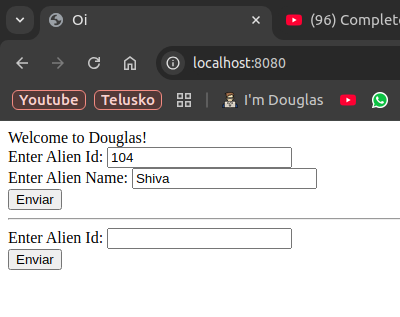 Oi
(96) Complet
localhost:8080
Youtube
Telusko
I'm Douglas
Welcome to Douglas!
Enter Alien Id: 104
Enter Alien Name: Shiva
Enviar
Enter Alien Id:
Enviar